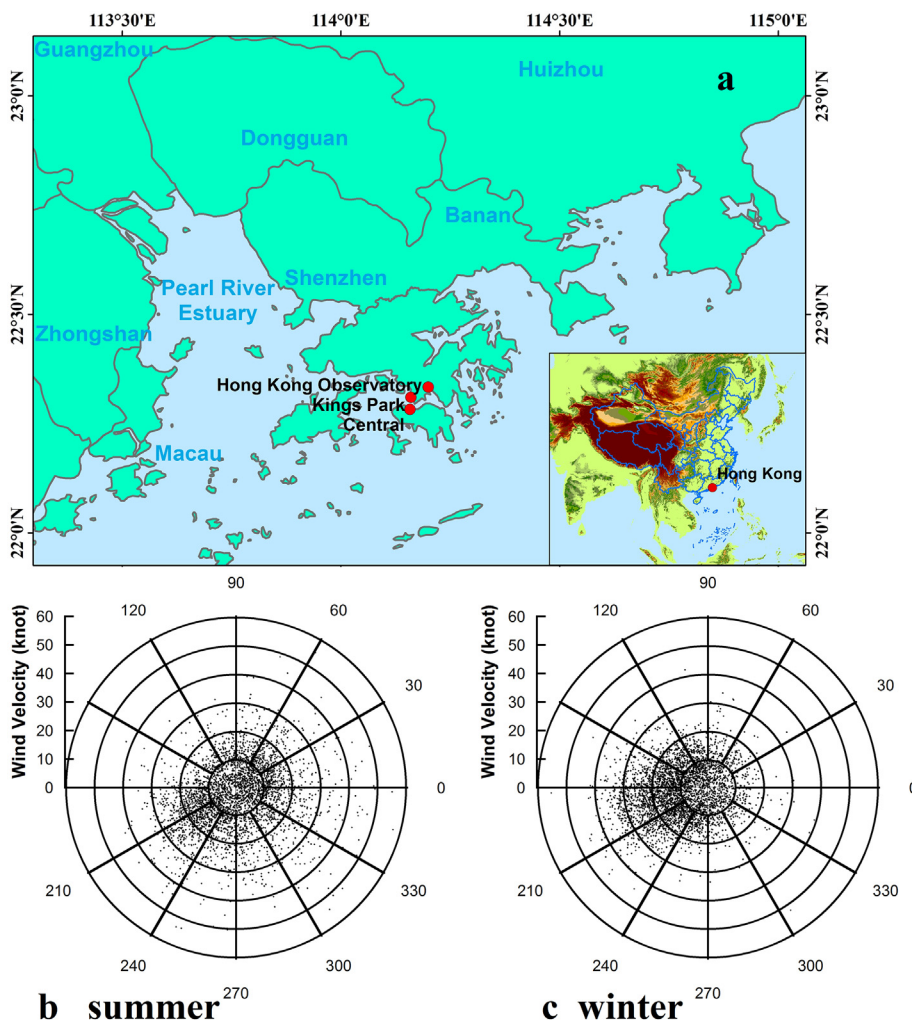 113°30'E 114°0'E 114°30'E 115°0'E
Guangzhou
Huizhou
a
23°0'N
23°0'N
Dongguan
Banan
Shenzhen
Pearl River
Estuary
22°30'N
22°30'N
Zhongshan
Hong Kong Observatory
Kings Park
Central
Macau
Hong Kong
22°0'N
22°0'N
90
120
60
30
0
330
300
270
240
210
60
50
40
30
20
10
0
Wind Velocity (knot)
b summer
90
120
60
30
0
330
300
270
240
210
60
50
40
30
20
10
0
Wind Velocity (knot)
c winter